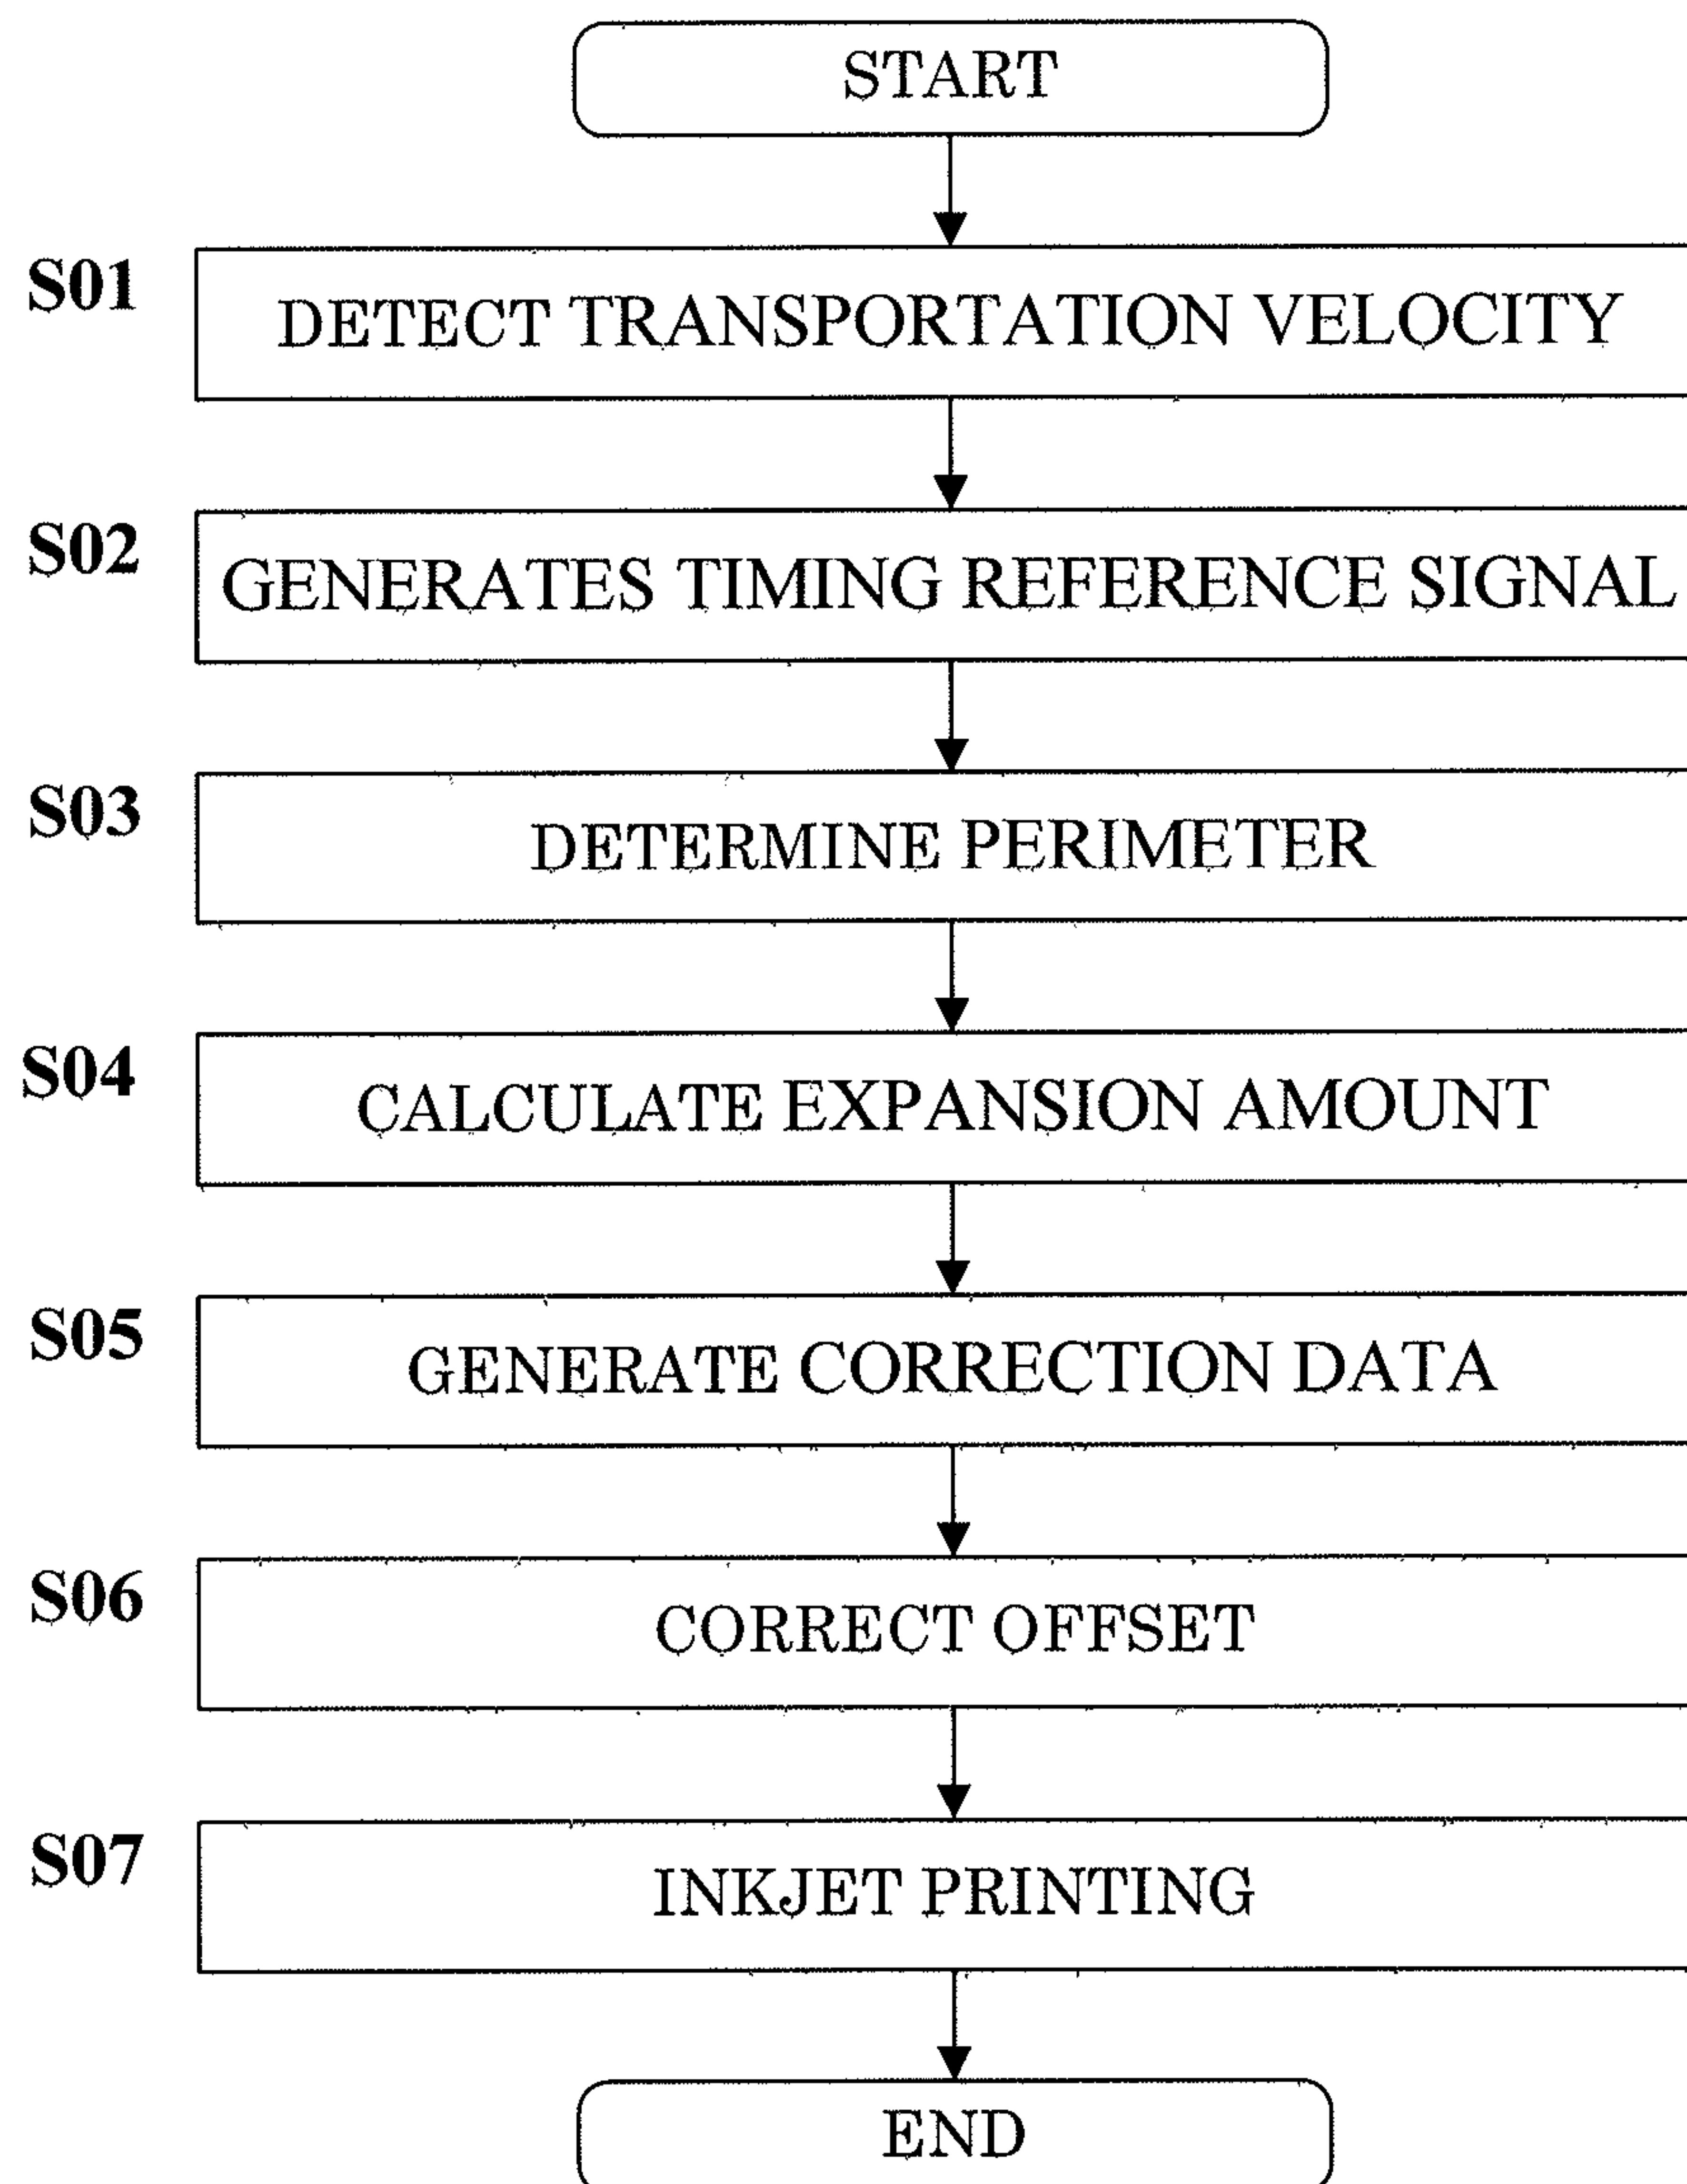 START
S01
DETECT TRANSPORTATION VELOCITY
S02
GENERATES TIMING REFERENCE SIGNAL
S03
DETERMINE PERIMETER
S04
CALCULATE EXPANSION AMOUNT
S05
GENERATE CORRECTION DATA
S06
CORRECT OFFSET
S07
INKJET PRINTING
END